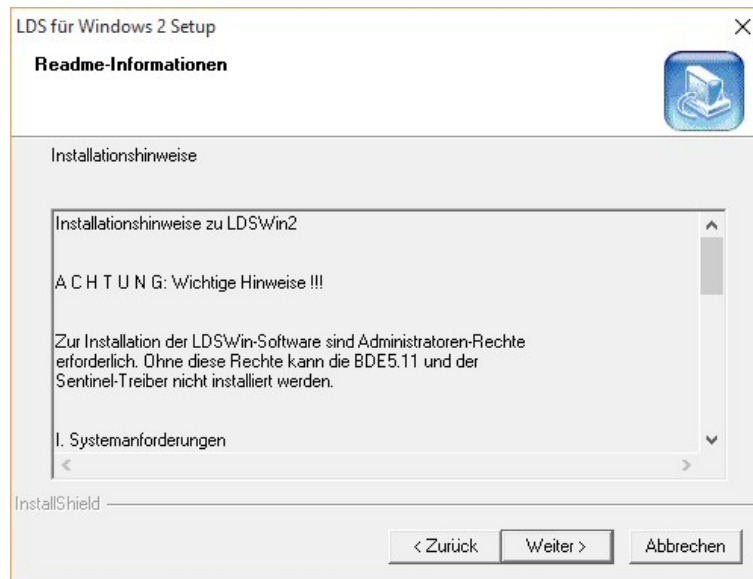 LDS für Windows 2 Setup
Readme-Informationen
Installationshinweise
Installationshinweise zu LDSWin2
A C H T U N G: Wichtige Hinweise !!!
Zur Installation der LDSWin-Software sind Administratoren-Rechte
erforderlich. Ohne diese Rechte kann die BDE5.11 und der
Sentinel-Treiber nicht installiert werden.
I. Systemanforderungen
InstallShield
< Zurück Weiter > Abbrechen